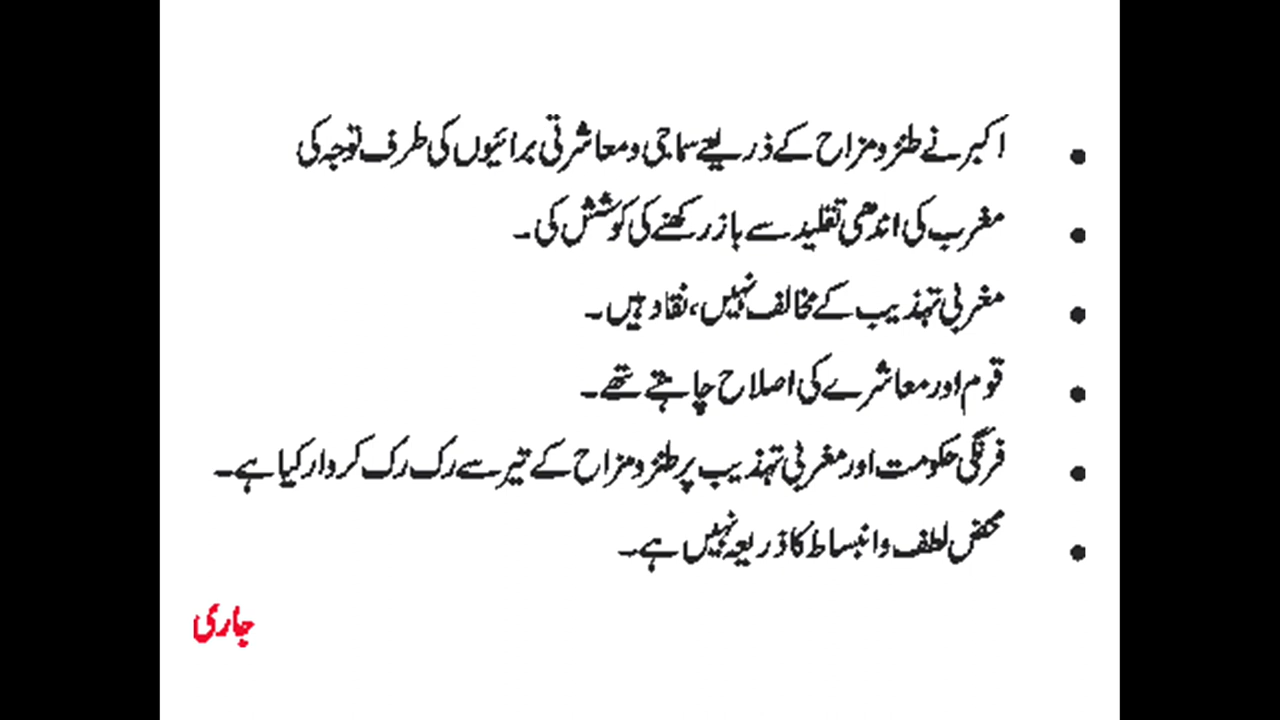 اکبر نے طنز و مزاح کے ذریعے سماجی و معاشرتی برائیوں کی طرف توجہ کی
مغرب کی اندھی تقلید سے باز رکھنے کی کوشش کی۔
مغربی تہذیب کے مخالف نہیں، نقاد ہیں۔
قوم اور معاشرے کی اصلاح چاہتے تھے۔
فرنگی حکومت اور مغربی تہذیب پر طنز و مزاح کے تیر سے رک رک کر وار کیا ہے۔
محض لطف و انبساط کا ذریعہ نہیں ہے۔
جاری